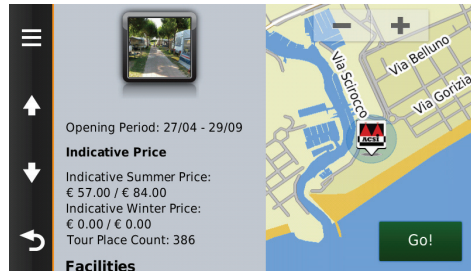 Opening Period: 27/04 - 29/09
Indicative Price
Indicative Summer Price:
€ 57.00 / € 84.00
Indicative Winter Price:
€ 0.00 / € 0.00
Tour Place Count: 386
Facilities
Via Scirocco
Via Belluno
Via Gorizia
ACSI
Go!